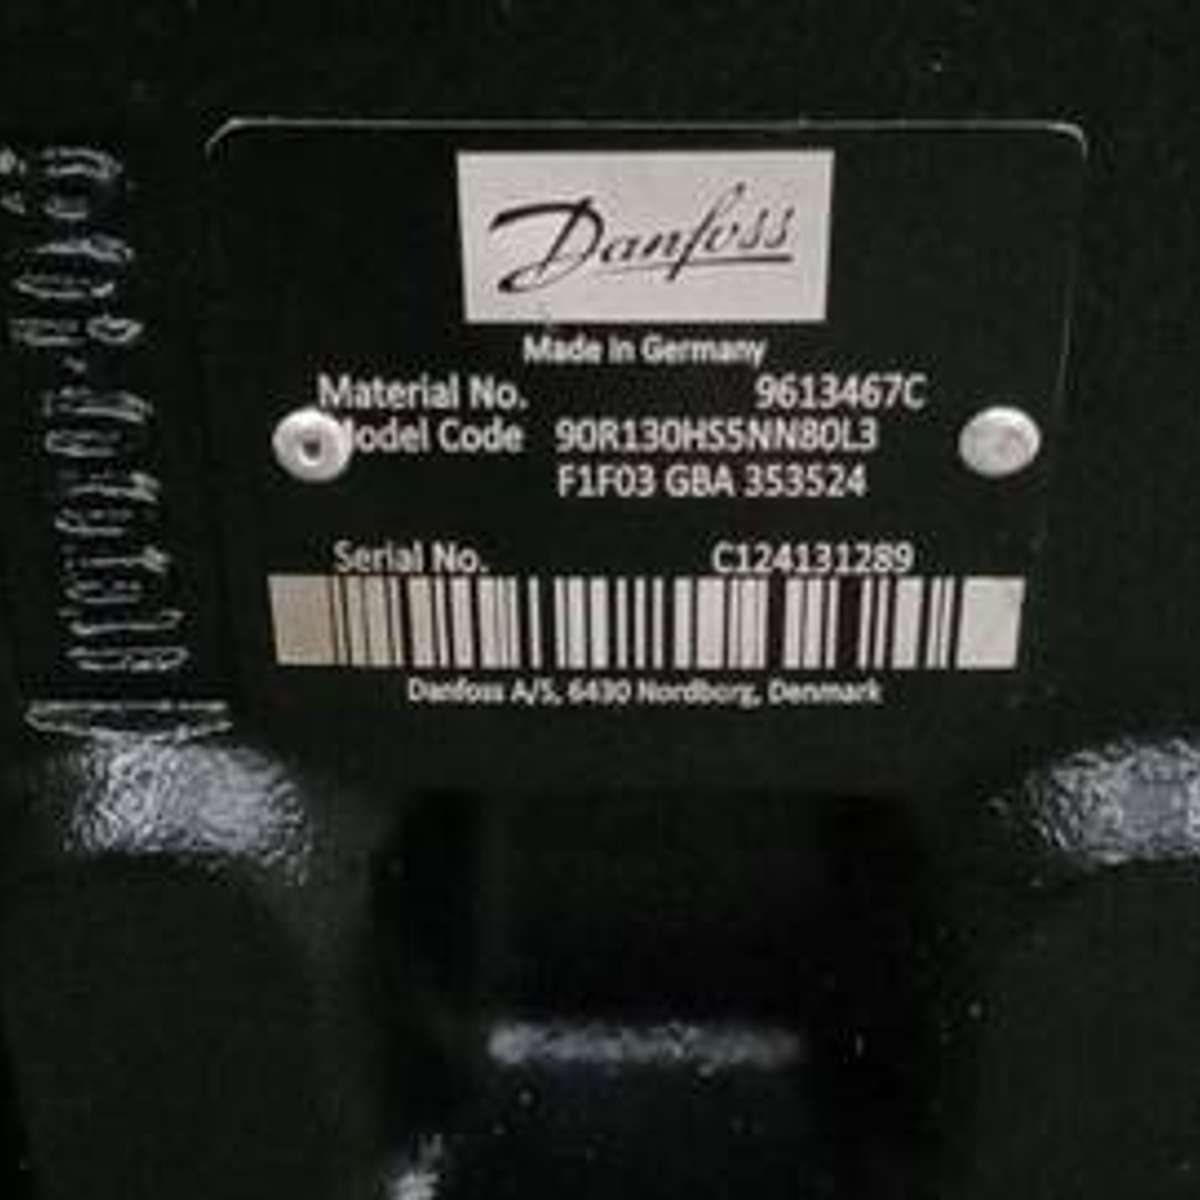 Danfoss
Made in Germany
Material No. 9613467C
Model Code 90R130HS5NN80L3
F1F03 GBA 353524
Serial No. C124131289
Danfoss A/S, 6430 Nordborg, Denmark